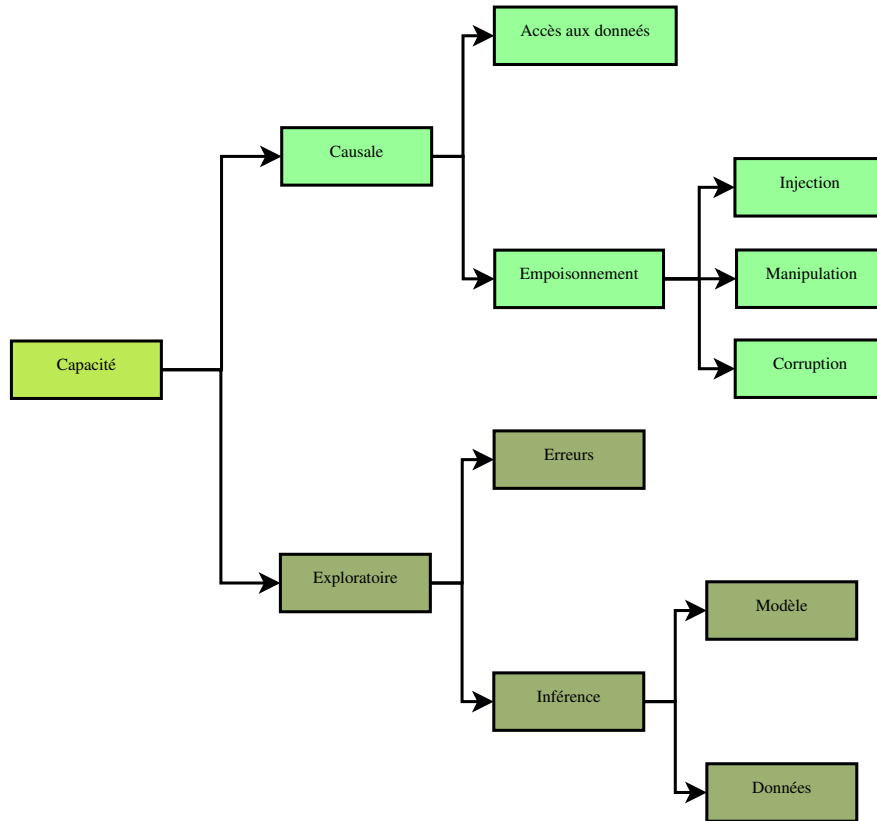 Accès aux donneés
Causale
Injection
Empoisonnement
Manipulation
Capacité
Corruption
Erreurs
Exploratoire
Modèle
Inférence
Données